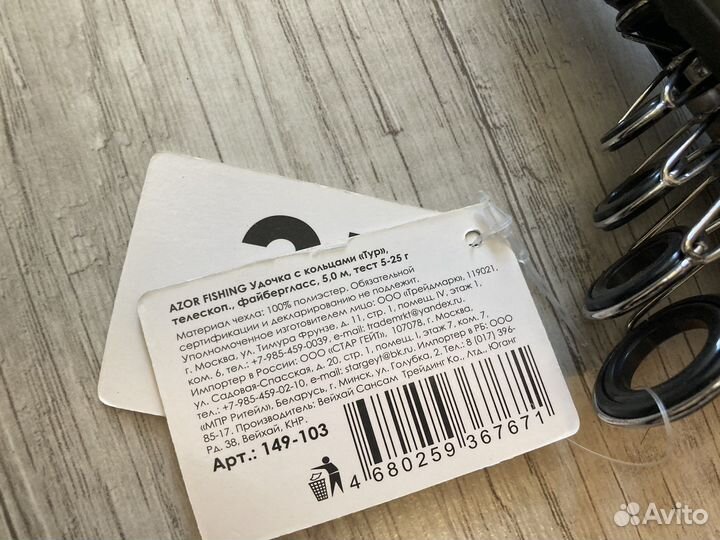 AZOR FISHING Удочка с кольцами «Тур»,
телескоп., файбергласс, 5,0 м, тест 5-25 г
Материал чехла: 100% полиэстер. Обязательной
сертификации и декларированию не подлежит.
Уполномоченное изготовителем лицо: ООО «Трейдмарк», 119021,
г. Москва, ул. Тимура Фрунзе, д. 11, стр. 1, помещ. IV, этаж 1,
ком. 6, тел.: +7-985-459-0039, e-mail: trademrkt@yandex.ru.
Импортер в России: ООО «СТАР ГЕЙТ», 107078, г. Москва,
ул. Садовая-Спасская, д. 20, стр. 1, помещ. I, этаж 7, ком. 7,
тел.: +7-985-459-02-10, e-mail: stargeyt@bk.ru. Импортер в РБ: ООО
«МПР Ритейл», Беларусь, г. Минск, ул. Голубка, 2. Тел.: 8 (017) 396-
85-17. Производитель: Вейхай Сансам Трейдинг Ко., Лтд., Юганг
Рд. 38, Вейхай, КНР.
Арт.: 149-103
4 680259 367671
Avito